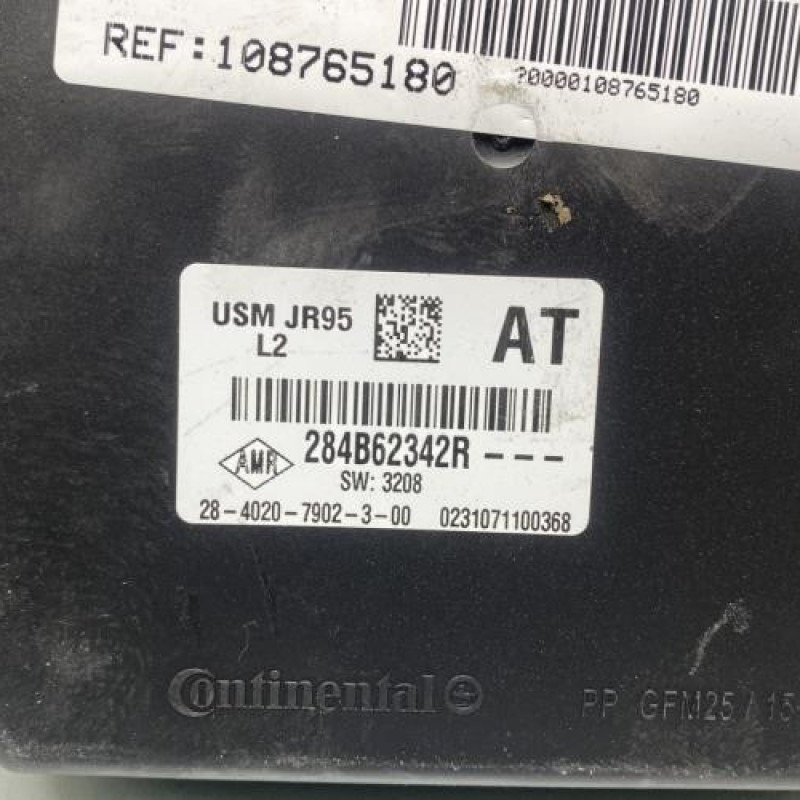 REF:108765180
?0000108765180
USM JR95
L2
AT
AMR
284B62342R - - -
SW: 3208
28-4020-7902-3-00 0231071100368
Continental
PP GFM25 / 15